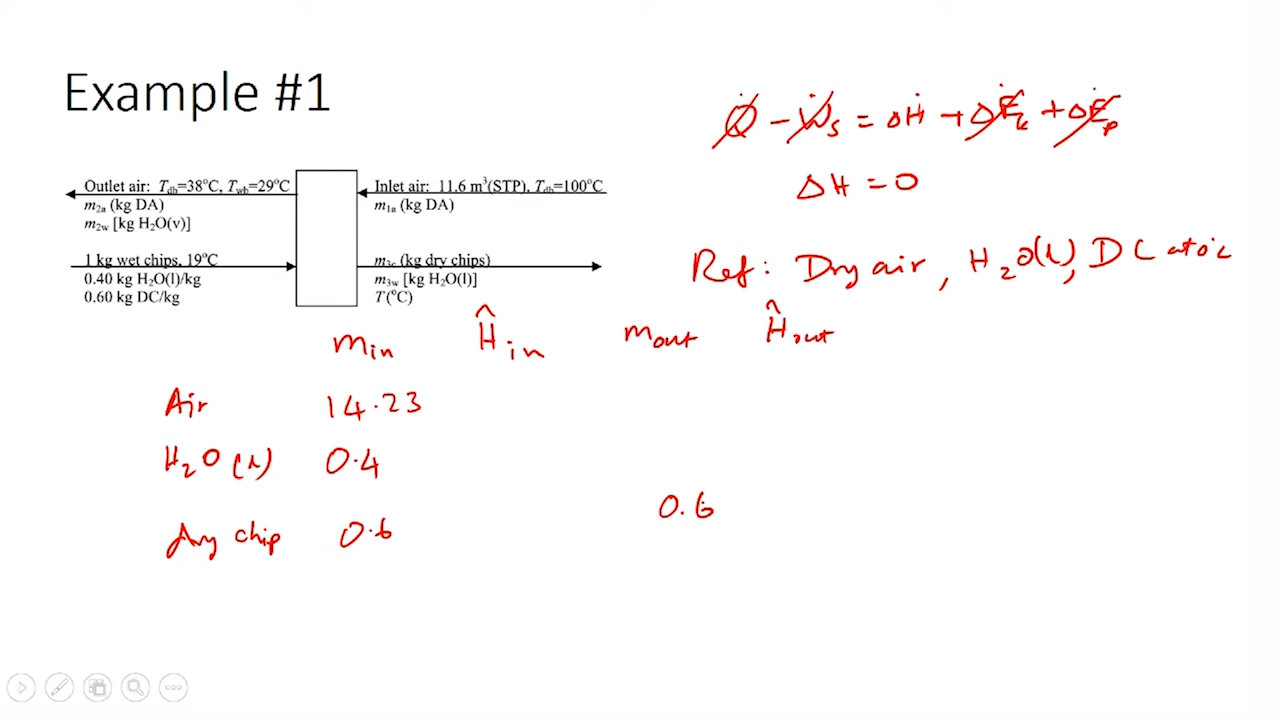 Example #1
Q̇ - Ẇs = ΔḢ + ΔĖk + ΔĖp
ΔH = 0
Outlet air: Tdb=38°C, Twb=29°C
m2a (kg DA)
m2w [kg H2O(v)]
Inlet air: 11.6 m3(STP), Tdb=100°C
m1a (kg DA)
1 kg wet chips, 19°C
0.40 kg H2O(l)/kg
0.60 kg DC/kg
m3c (kg dry chips)
m3w [kg H2O(l)]
T(°C)
Ref: Dry air, H2O(l), DC at 0°C
min Ĥin mout Ĥout
Air 14.23
H2O(l) 0.4
Dry chip 0.6 0.6